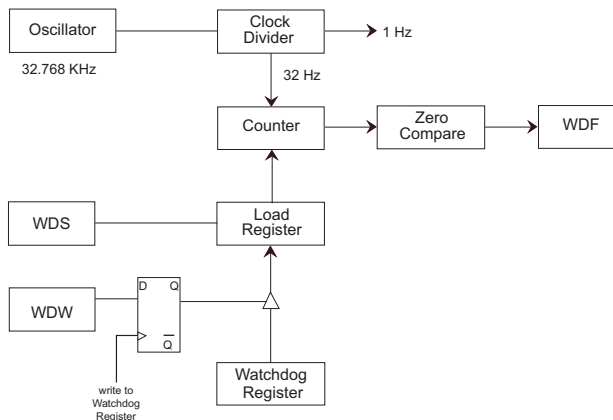 Oscillator
Clock
Divider
1 Hz
32.768 KHz
32 Hz
Counter
Zero
Compare
WDF
WDS
Load
Register
WDW
D
Q
Q
write to
Watchdog
Register
Watchdog
Register